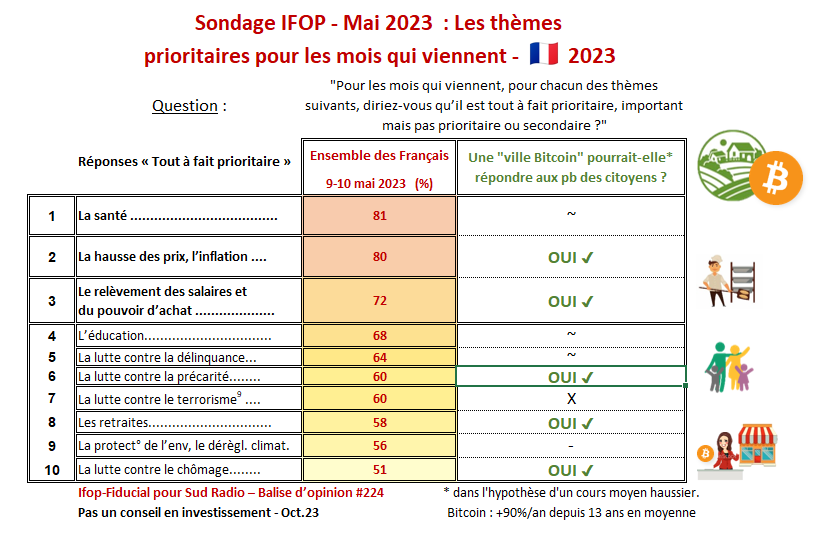 Sondage IFOP - Mai 2023 : Les thèmes
prioritaires pour les mois qui viennent - 2023
Question :
"Pour les mois qui viennent, pour chacun des thèmes
suivants, diriez-vous qu'il est tout à fait prioritaire, important
mais pas prioritaire ou secondaire ?"
Réponses « Tout à fait prioritaire »
Ensemble des Français
9-10 mai 2023 (%)
Une "ville Bitcoin" pourrait-elle*
répondre aux pb des citoyens ?
1 La santé ..................................... 81 ~
2 La hausse des prix, l'inflation .... 80 OUI ✓
3 Le relèvement des salaires et
du pouvoir d'achat .................... 72 OUI ✓
4 L'éducation................................ 68 ~
5 La lutte contre la délinquance... 64 ~
6 La lutte contre la précarité........ 60 OUI ✓
7 La lutte contre le terrorisme⁹ .... 60 X
8 Les retraites............................... 58 OUI ✓
9 La protect° de l'env, le dérègl. climat. 56 -
10 La lutte contre le chômage........ 51 OUI ✓
Ifop-Fiducial pour Sud Radio – Balise d'opinion #224
* dans l'hypothèse d'un cours moyen haussier.
Pas un conseil en investissement - Oct.23
Bitcoin : +90%/an depuis 13 ans en moyenne